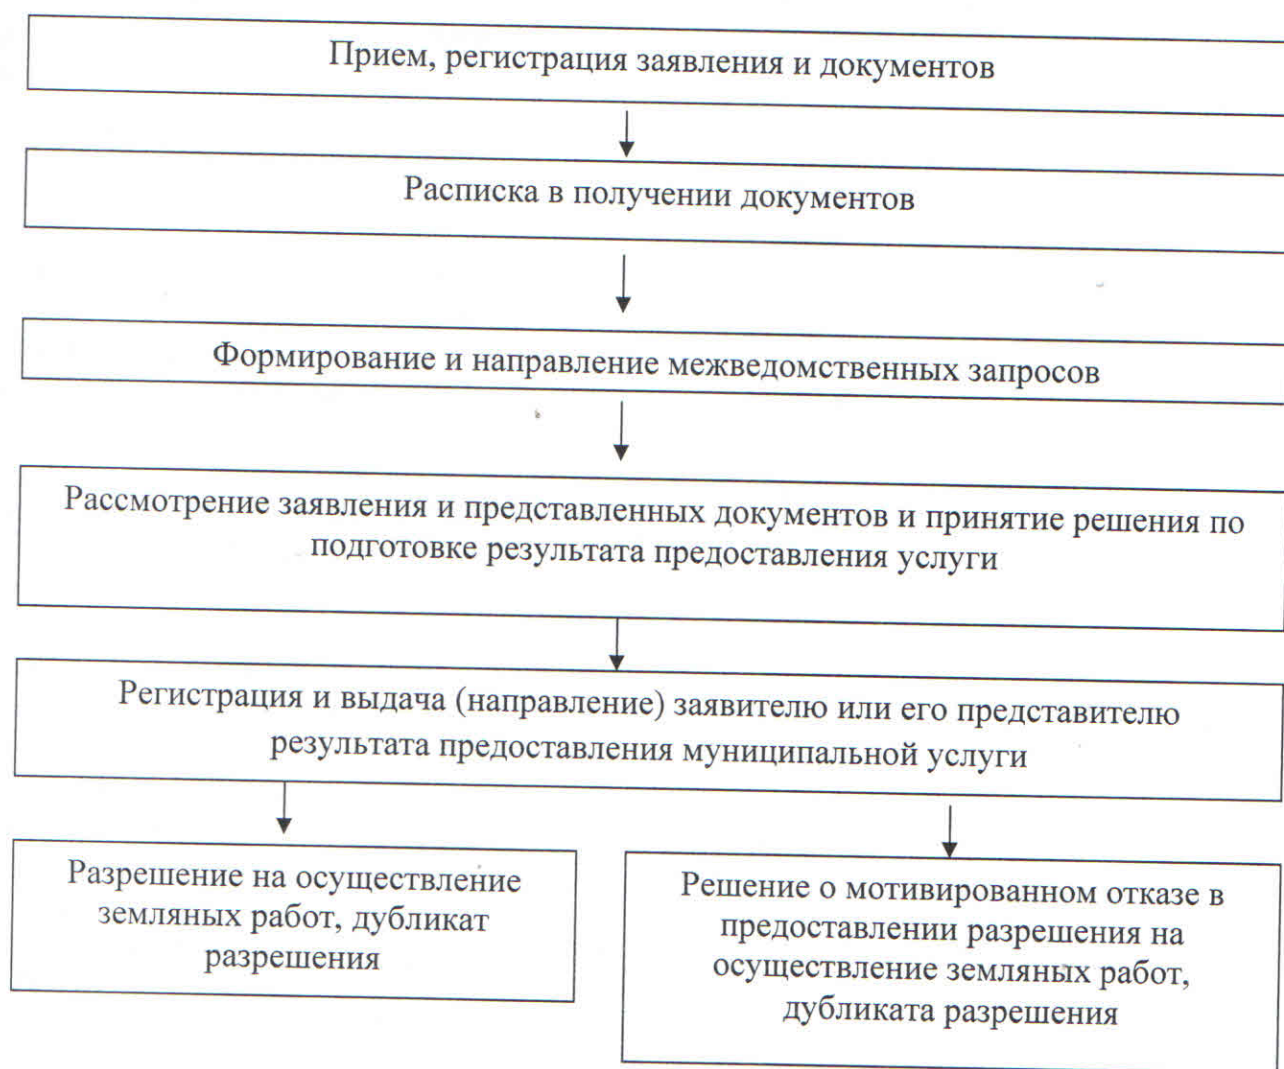 Прием, регистрация заявления и документов
Расписка в получении документов
Формирование и направление межведомственных запросов
Рассмотрение заявления и представленных документов и принятие решения по
подготовке результата предоставления услуги
Регистрация и выдача (направление) заявителю или его представителю
результата предоставления муниципальной услуги
Разрешение на осуществление
земляных работ, дубликат
разрешения
Решение о мотивированном отказе в
предоставлении разрешения на
осуществление земляных работ,
дубликата разрешения